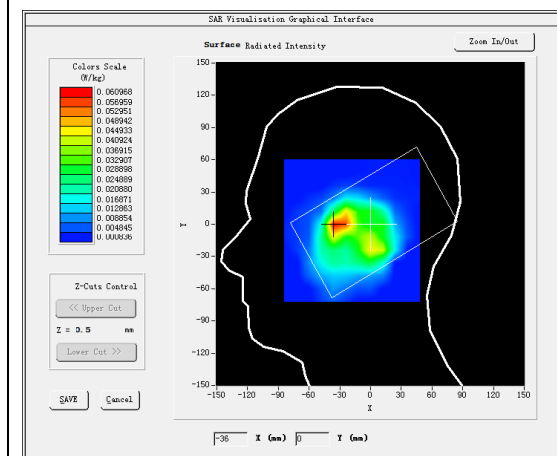 SAR Visualisation Graphical Interface
Surface Radiated Intensity
Zoom In/Out
Colors Scale
(W/kg)
0.060968
0.056959
0.052951
0.048942
0.044933
0.040924
0.036915
0.032907
0.028898
0.024889
0.020880
0.016871
0.012863
0.008854
0.004845
0.000836
150
120
90
60
30
0
-30
-60
-90
-120
-150
Y
-150 -120 -90 -60 -30 0 30 60 90 120 150
X
Z-Cuts Control
<< Upper Cut
Z = 0.5 mm
Lower Cut >>
SAVE
Cancel
-36 X (mm) 0 Y (mm)